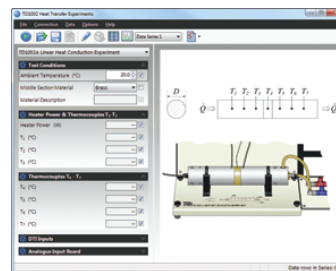 TD1002 Heat Transfer Experiments
File Connection Data Options Help
Data Series 1
TD1002A Linear Heat Conduction Experiment
Test Conditions
Ambient Temperature (°C) 20.0
Middle Section Material Brass
Material Description
Heater Power & Thermocouples T₁-T₃
Heater Power (W)
T₁ (°C)
T₂ (°C)
T₃ (°C)
Thermocouples T₄ - T₇
T₄ (°C)
T₅ (°C)
T₆ (°C)
T₇ (°C)
DTI Inputs
Analogue Input Board
D
T₁ T₂ T₃ T₄ T₅ T₆ T₇
Q̇ ⇒ ⇒ Q̇
Data rows in Series: